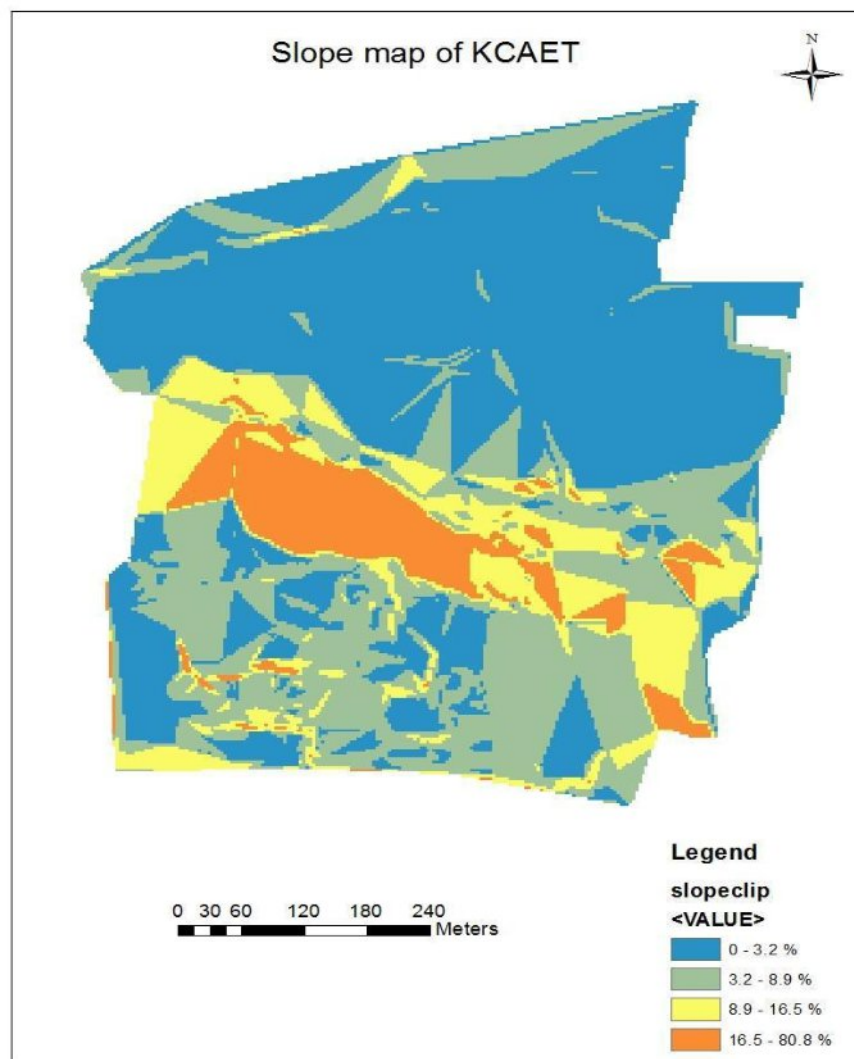 Slope map of KCAET
N
Legend
slopeclip
<VALUE>
0 - 3.2 %
3.2 - 8.9 %
8.9 - 16.5 %
16.5 - 80.8 %
0 30 60 120 180 240
Meters